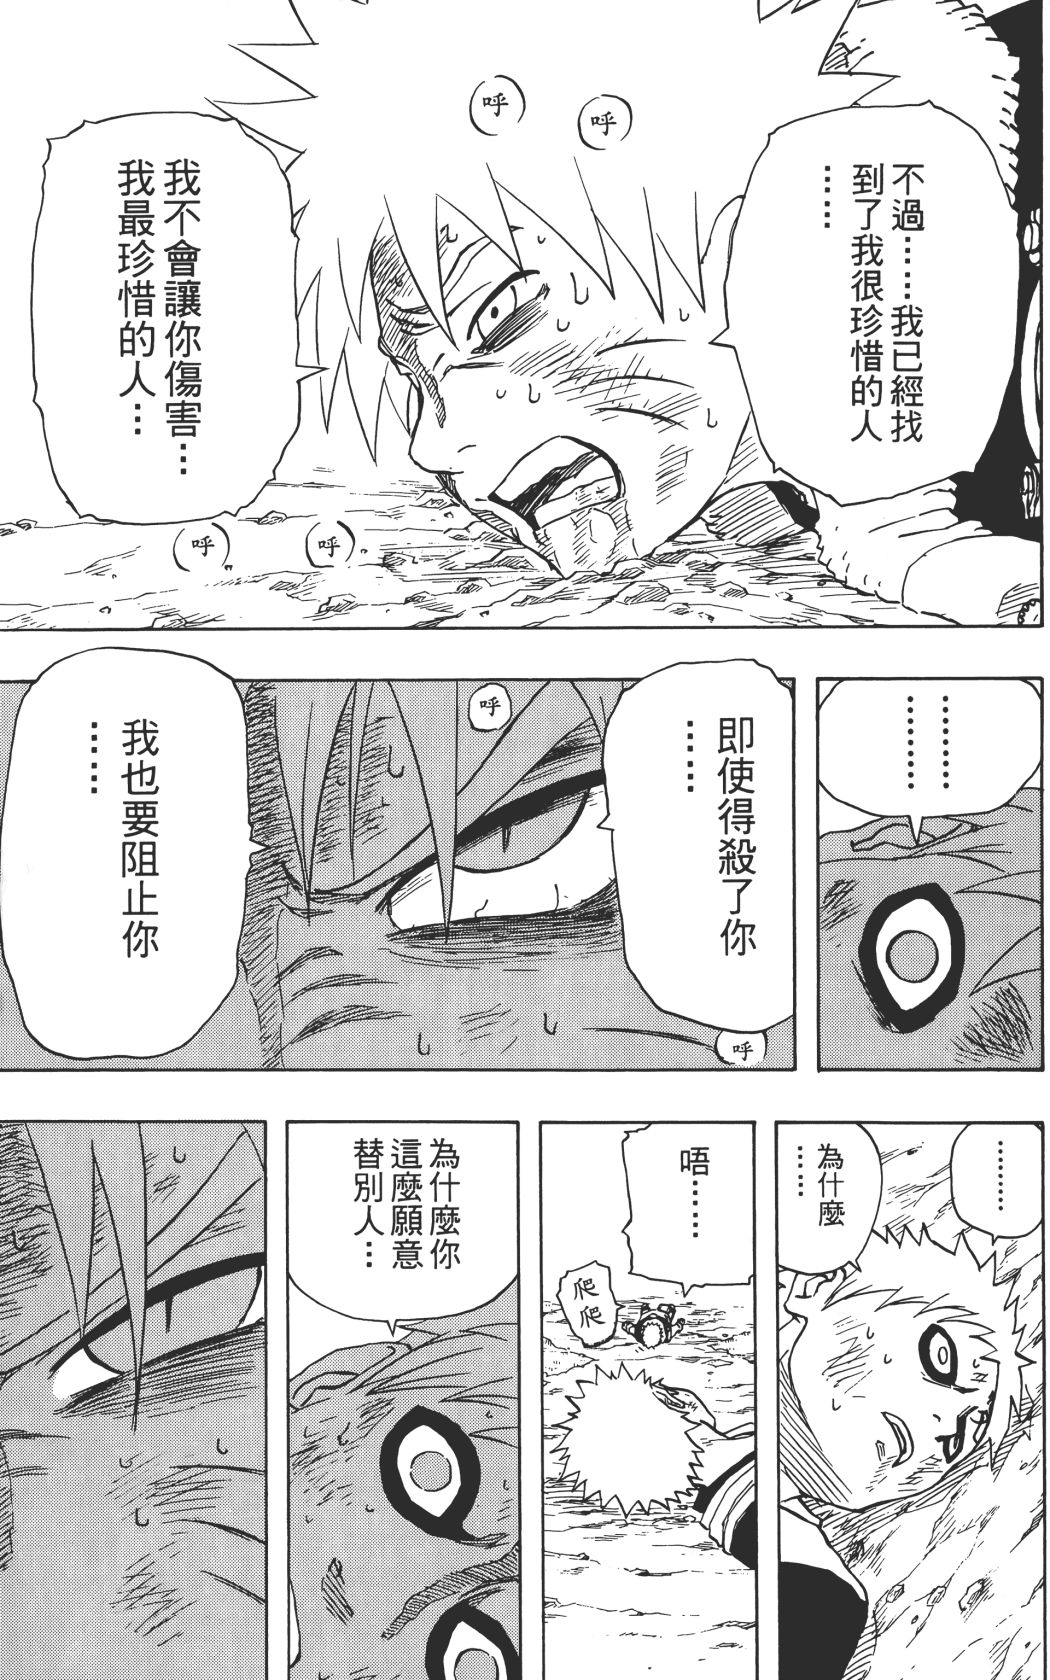 不過……我已經找
到了我很珍惜的人
……
呼
呼
我不會讓你傷害…
我最珍惜的人…
呼
呼
…………
…………
即使得殺了你
……
呼
呼
我也要阻止你
……
………
為什麼
……
唔……
爬
爬
為什麼你
這麼願意
替別人…